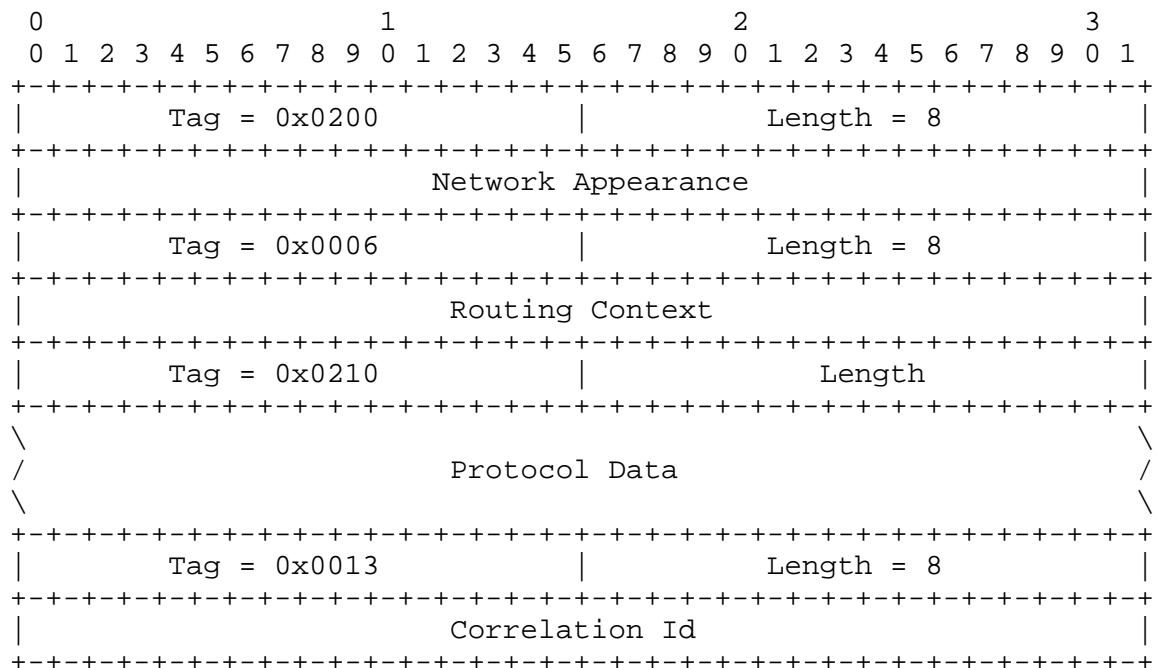 0                   1                   2                   3
 0 1 2 3 4 5 6 7 8 9 0 1 2 3 4 5 6 7 8 9 0 1 2 3 4 5 6 7 8 9 0 1
+-+-+-+-+-+-+-+-+-+-+-+-+-+-+-+-+-+-+-+-+-+-+-+-+-+-+-+-+-+-+-+-+
|        Tag = 0x0200           |          Length = 8           |
+-+-+-+-+-+-+-+-+-+-+-+-+-+-+-+-+-+-+-+-+-+-+-+-+-+-+-+-+-+-+-+-+
|                       Network Appearance                      |
+-+-+-+-+-+-+-+-+-+-+-+-+-+-+-+-+-+-+-+-+-+-+-+-+-+-+-+-+-+-+-+-+
|        Tag = 0x0006           |          Length = 8           |
+-+-+-+-+-+-+-+-+-+-+-+-+-+-+-+-+-+-+-+-+-+-+-+-+-+-+-+-+-+-+-+-+
|                        Routing Context                        |
+-+-+-+-+-+-+-+-+-+-+-+-+-+-+-+-+-+-+-+-+-+-+-+-+-+-+-+-+-+-+-+-+
|        Tag = 0x0210           |             Length            |
+-+-+-+-+-+-+-+-+-+-+-+-+-+-+-+-+-+-+-+-+-+-+-+-+-+-+-+-+-+-+-+-+
\                                                               \
/                        Protocol Data                          /
\                                                               \
+-+-+-+-+-+-+-+-+-+-+-+-+-+-+-+-+-+-+-+-+-+-+-+-+-+-+-+-+-+-+-+-+
|        Tag = 0x0013           |          Length = 8           |
+-+-+-+-+-+-+-+-+-+-+-+-+-+-+-+-+-+-+-+-+-+-+-+-+-+-+-+-+-+-+-+-+
|                        Correlation Id                         |
+-+-+-+-+-+-+-+-+-+-+-+-+-+-+-+-+-+-+-+-+-+-+-+-+-+-+-+-+-+-+-+-+